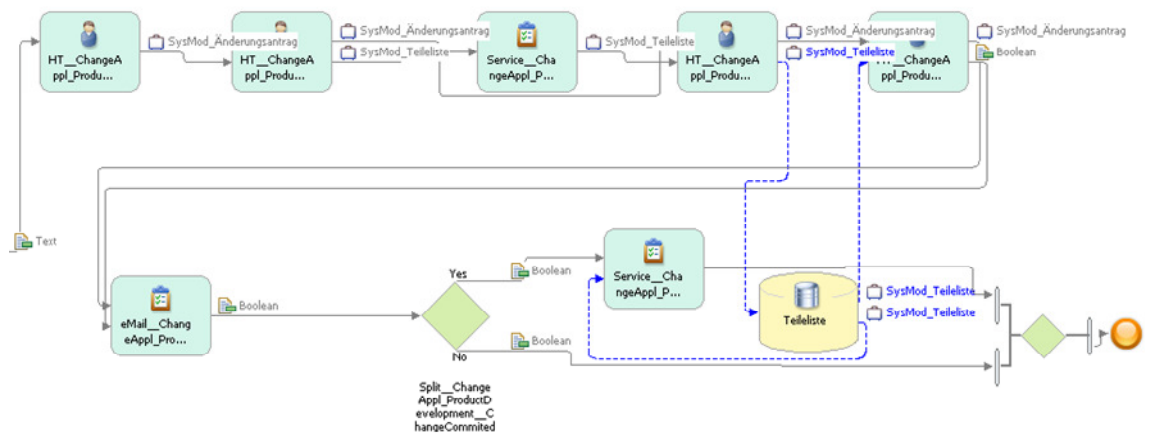 HT__ChangeA
ppl_Produ...
SysMod_Änderungsantrag
HT__ChangeA
ppl_Produ...
SysMod_Änderungsantrag
SysMod_Teileliste
Service__Cha
ngeAppl_P...
SysMod_Teileliste
HT__ChangeA
ppl_Produ...
SysMod_Änderungsantrag
SysMod_Teileliste
HT__ChangeA
ppl_Produ...
SysMod_Änderungsantrag
Boolean
Text
eMail__Chang
eAppl_Pro...
Boolean
Yes
No
Split__Change
Appl_ProductD
evelopment__C
hangeCommited
Boolean
Boolean
Service__Cha
ngeAppl_P...
Teileliste
SysMod_Teileliste
SysMod_Teileliste